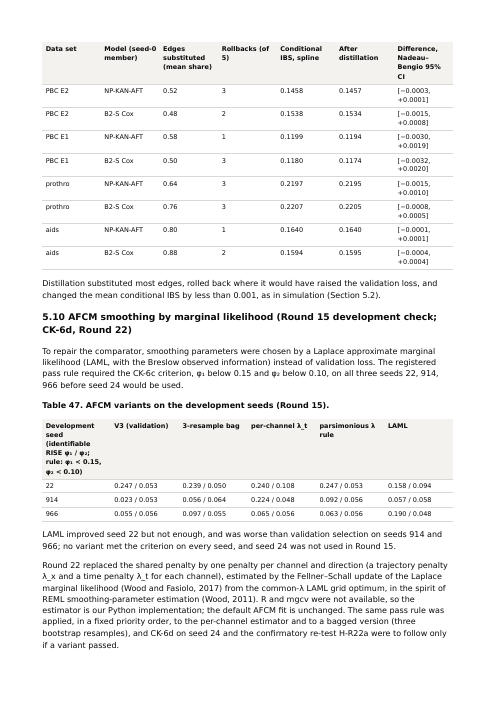 Data set Model (seed-0 member) Edges substituted (mean share) Rollbacks (of 5) Conditional IBS, spline After distillation Difference, Nadeau–Bengio 95% CI
PBC E2 NP-KAN-AFT 0.52 3 0.1458 0.1457 [−0.0003, +0.0001]
PBC E2 B2-S Cox 0.48 2 0.1538 0.1534 [−0.0015, +0.0008]
PBC E1 NP-KAN-AFT 0.58 1 0.1199 0.1194 [−0.0030, +0.0019]
PBC E1 B2-S Cox 0.50 3 0.1180 0.1174 [−0.0032, +0.0020]
prothro NP-KAN-AFT 0.64 3 0.2197 0.2195 [−0.0015, +0.0010]
prothro B2-S Cox 0.76 3 0.2207 0.2205 [−0.0008, +0.0005]
aids NP-KAN-AFT 0.80 1 0.1640 0.1640 [−0.0001, +0.0001]
aids B2-S Cox 0.88 2 0.1594 0.1595 [−0.0004, +0.0004]
Distillation substituted most edges, rolled back where it would have raised the validation loss, and
changed the mean conditional IBS by less than 0.001, as in simulation (Section 5.2).
5.10 AFCM smoothing by marginal likelihood (Round 15 development check;
CK-6d, Round 22)
To repair the comparator, smoothing parameters were chosen by a Laplace approximate marginal
likelihood (LAML, with the Breslow observed information) instead of validation loss. The registered
pass rule required the CK-6c criterion, φ₁ below 0.15 and φ₂ below 0.10, on all three seeds 22, 914,
966 before seed 24 would be used.
Table 47. AFCM variants on the development seeds (Round 15).
Development seed (identifiable RISE φ₁ / φ₂; rule: φ₁ < 0.15, φ₂ < 0.10) V3 (validation) 3-resample bag per-channel λ_t parsimonious λ rule LAML
22 0.247 / 0.053 0.239 / 0.050 0.240 / 0.108 0.247 / 0.053 0.158 / 0.094
914 0.023 / 0.053 0.056 / 0.064 0.224 / 0.048 0.092 / 0.056 0.057 / 0.058
966 0.055 / 0.056 0.097 / 0.055 0.065 / 0.056 0.063 / 0.056 0.190 / 0.048
LAML improved seed 22 but not enough, and was worse than validation selection on seeds 914 and
966; no variant met the criterion on every seed, and seed 24 was not used in Round 15.
Round 22 replaced the shared penalty by one penalty per channel and direction (a trajectory penalty
λ_x and a time penalty λ_t for each channel), estimated by the Fellner–Schall update of the Laplace
marginal likelihood (Wood and Fasiolo, 2017) from the common-λ LAML grid optimum, in the spirit of
REML smoothing-parameter estimation (Wood, 2011). R and mgcv were not available, so the
estimator is our Python implementation; the default AFCM fit is unchanged. The same pass rule was
applied, in a fixed priority order, to the per-channel estimator and to a bagged version (three
bootstrap resamples), and CK-6d on seed 24 and the confirmatory re-test H-R22a were to follow only
if a variant passed.